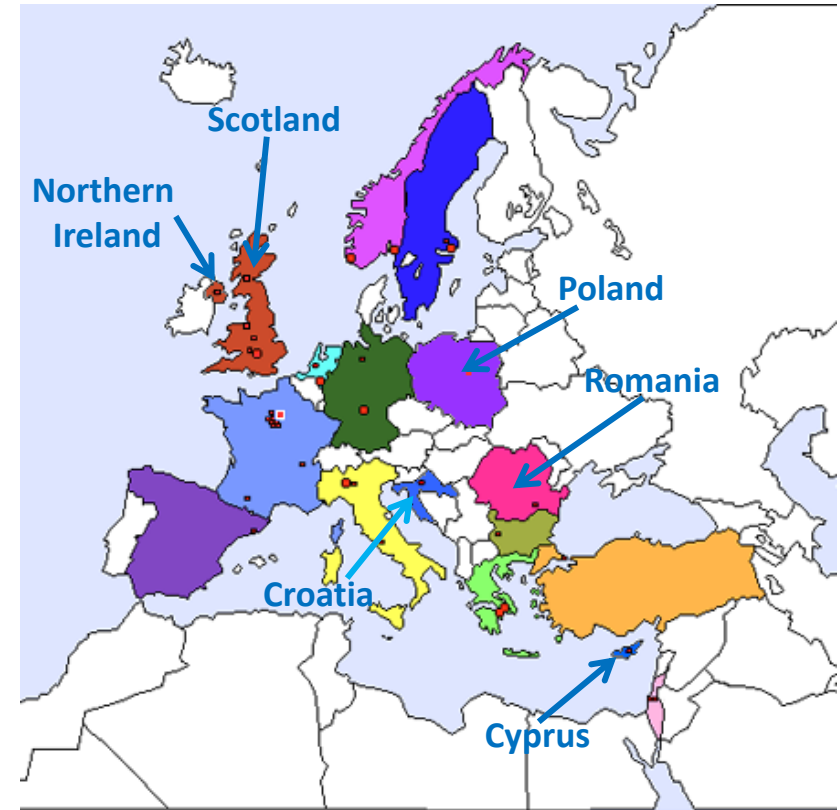 Scotland
Northern
Ireland
Poland
Romania
Croatia
Cyprus